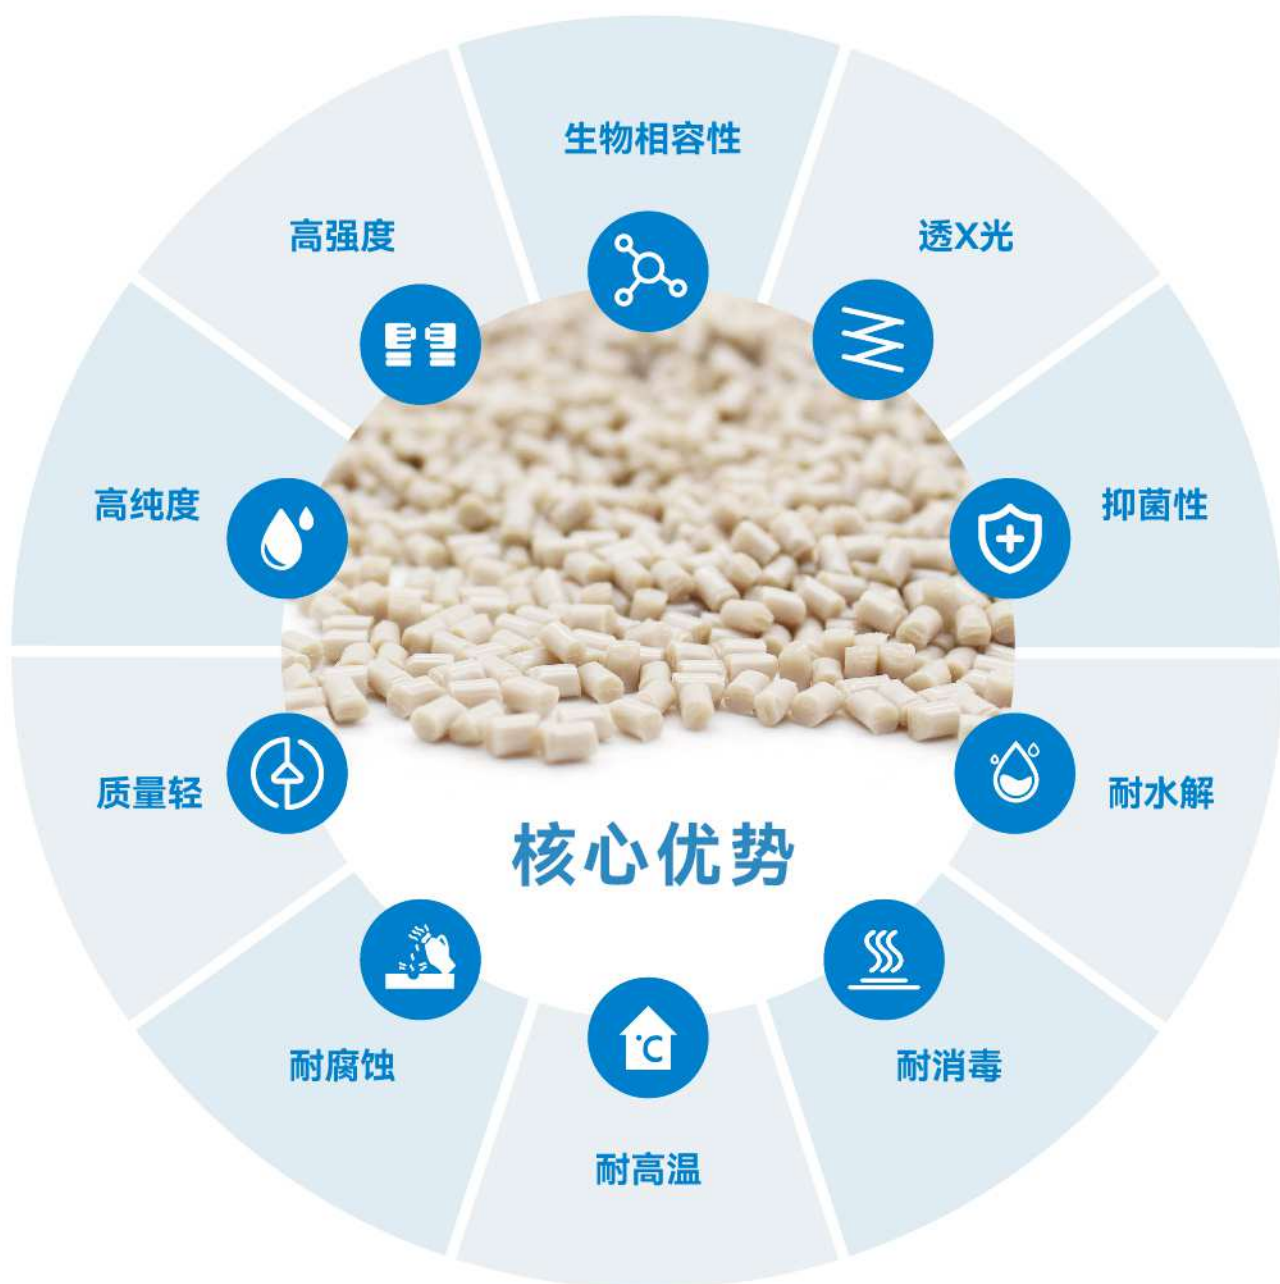 生物相容性
透X光
抑菌性
耐水解
耐消毒
耐高温
耐腐蚀
质量轻
高纯度
高强度
核心优势
°C